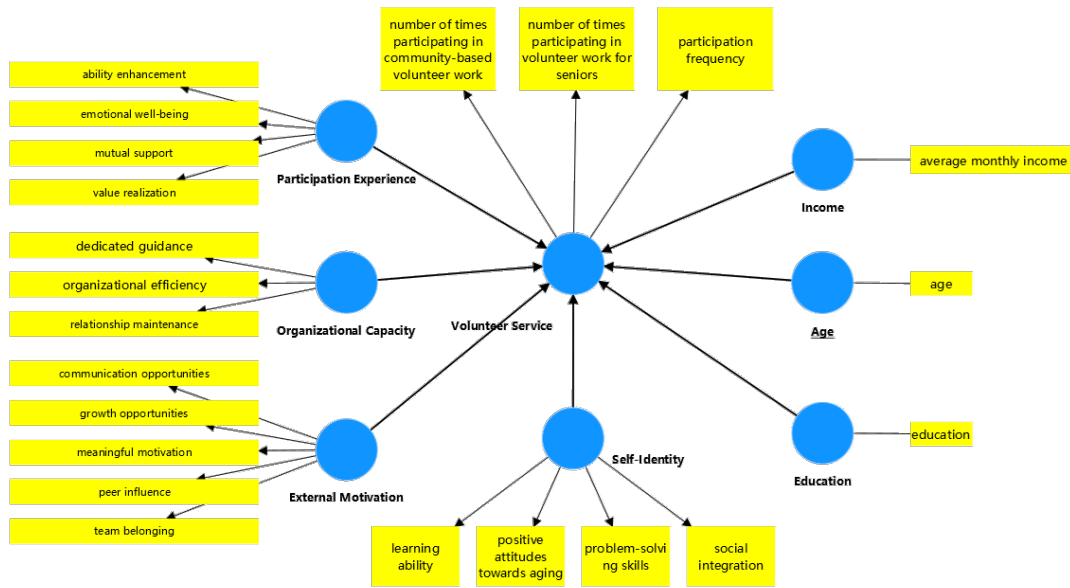 number of times
participating in
community-based
volunteer work
number of times
participating in
volunteer work for
seniors
participation
frequency
ability enhancement
emotional well-being
mutual support
value realization
Participation Experience
average monthly income
Income
dedicated guidance
organizational efficiency
relationship maintenance
Organizational Capacity
Volunteer Service
age
Age
communication opportunities
growth opportunities
meaningful motivation
peer influence
team belonging
External Motivation
Self-Identity
education
Education
learning
ability
positive
attitudes
towards aging
problem-solvi
ng skills
social
integration